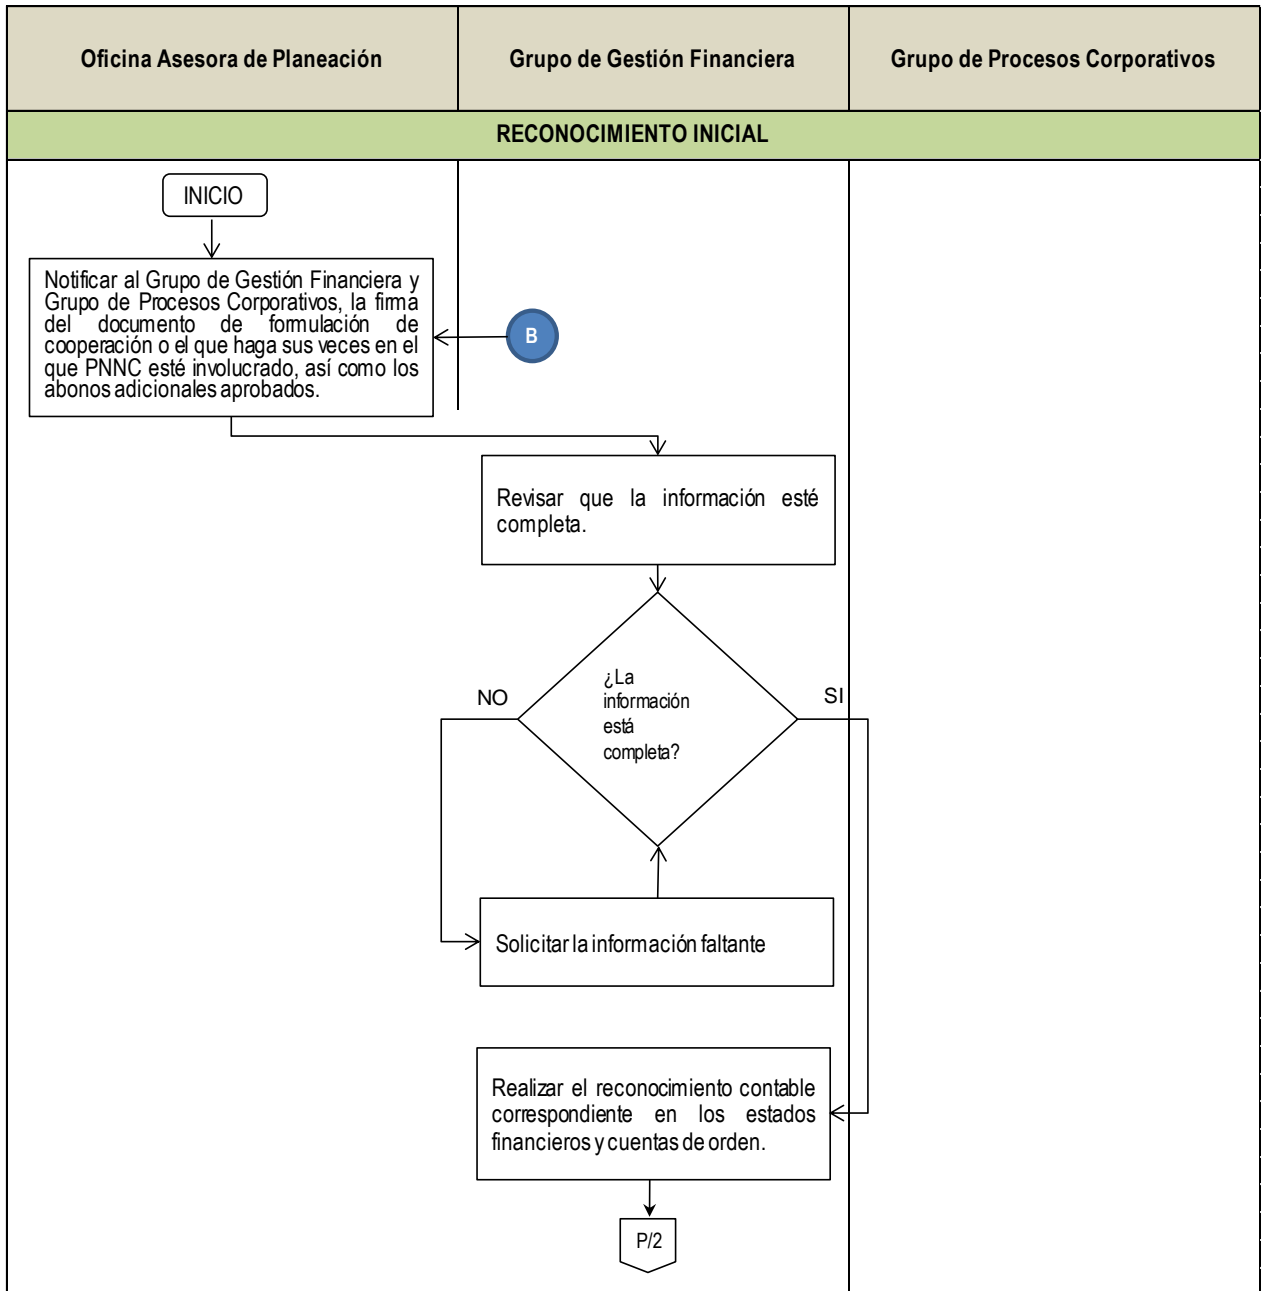 Oficina Asesora de Planeación
Grupo de Gestión Financiera
Grupo de Procesos Corporativos
RECONOCIMIENTO INICIAL
INICIO
Notificar al Grupo de Gestión Financiera y
Grupo de Procesos Corporativos, la firma
del documento de formulación de
cooperación o el que haga sus veces en el
que PNNC esté involucrado, así como los
abonos adicionales aprobados.
B
Revisar que la información esté
completa.
¿La
información
está
completa?
NO
SI
Solicitar la información faltante
Realizar el reconocimiento contable
correspondiente en los estados
financieros y cuentas de orden.
P/2